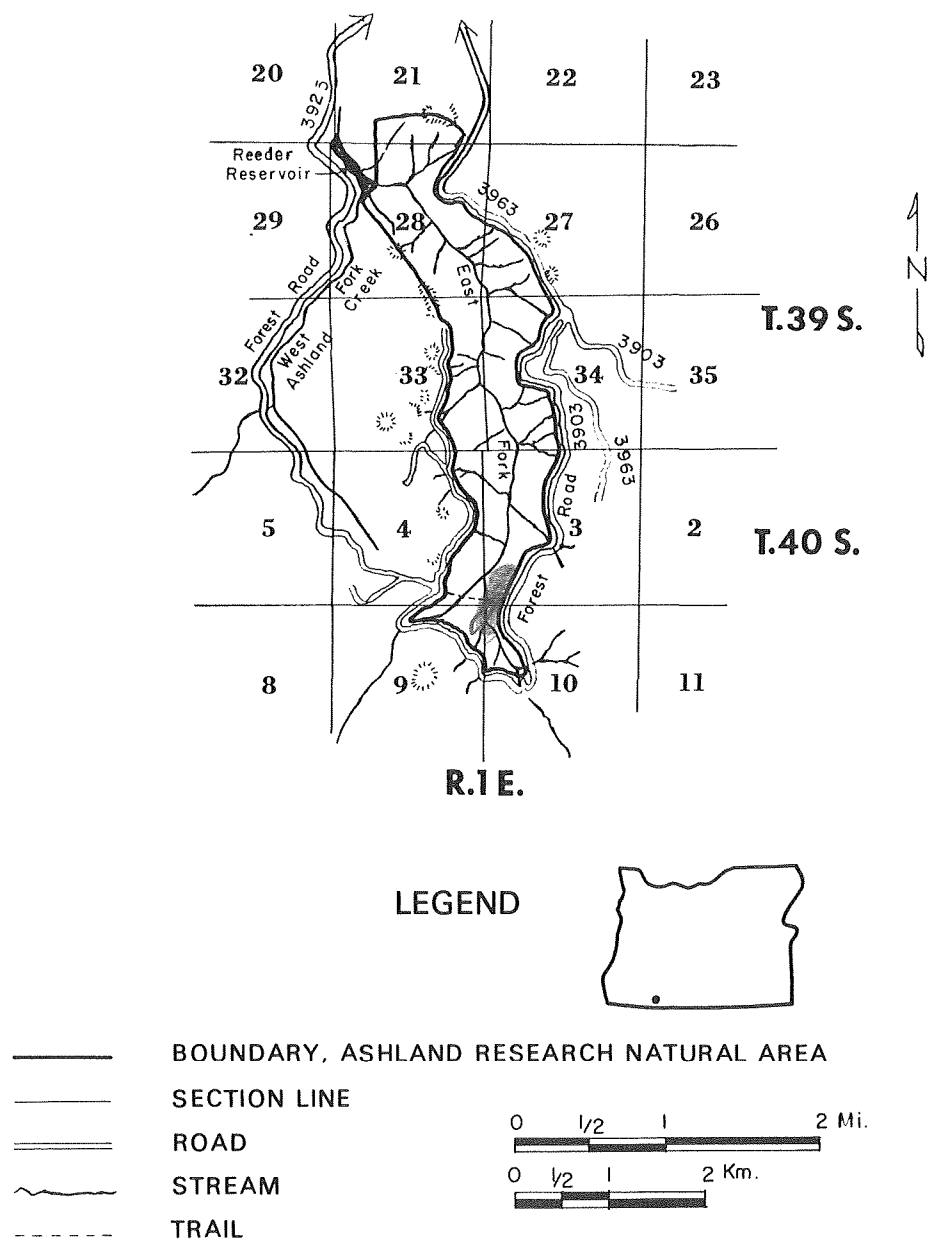 20 21 22 23
3925
Reeder
Reservoir
29 28 27 26
3963
Forest Road
West Ashland
Fork
Creek
East
Fork
T.39 S.
3903
32 33 34 35
3963
3963
5 4 3 2
Road
Forest
T.40 S.
8 9 10 11
R.1 E.
N
LEGEND
BOUNDARY, ASHLAND RESEARCH NATURAL AREA
SECTION LINE
ROAD
STREAM
TRAIL
0 1/2 1 2 Mi.
0 1/2 1 2 Km.